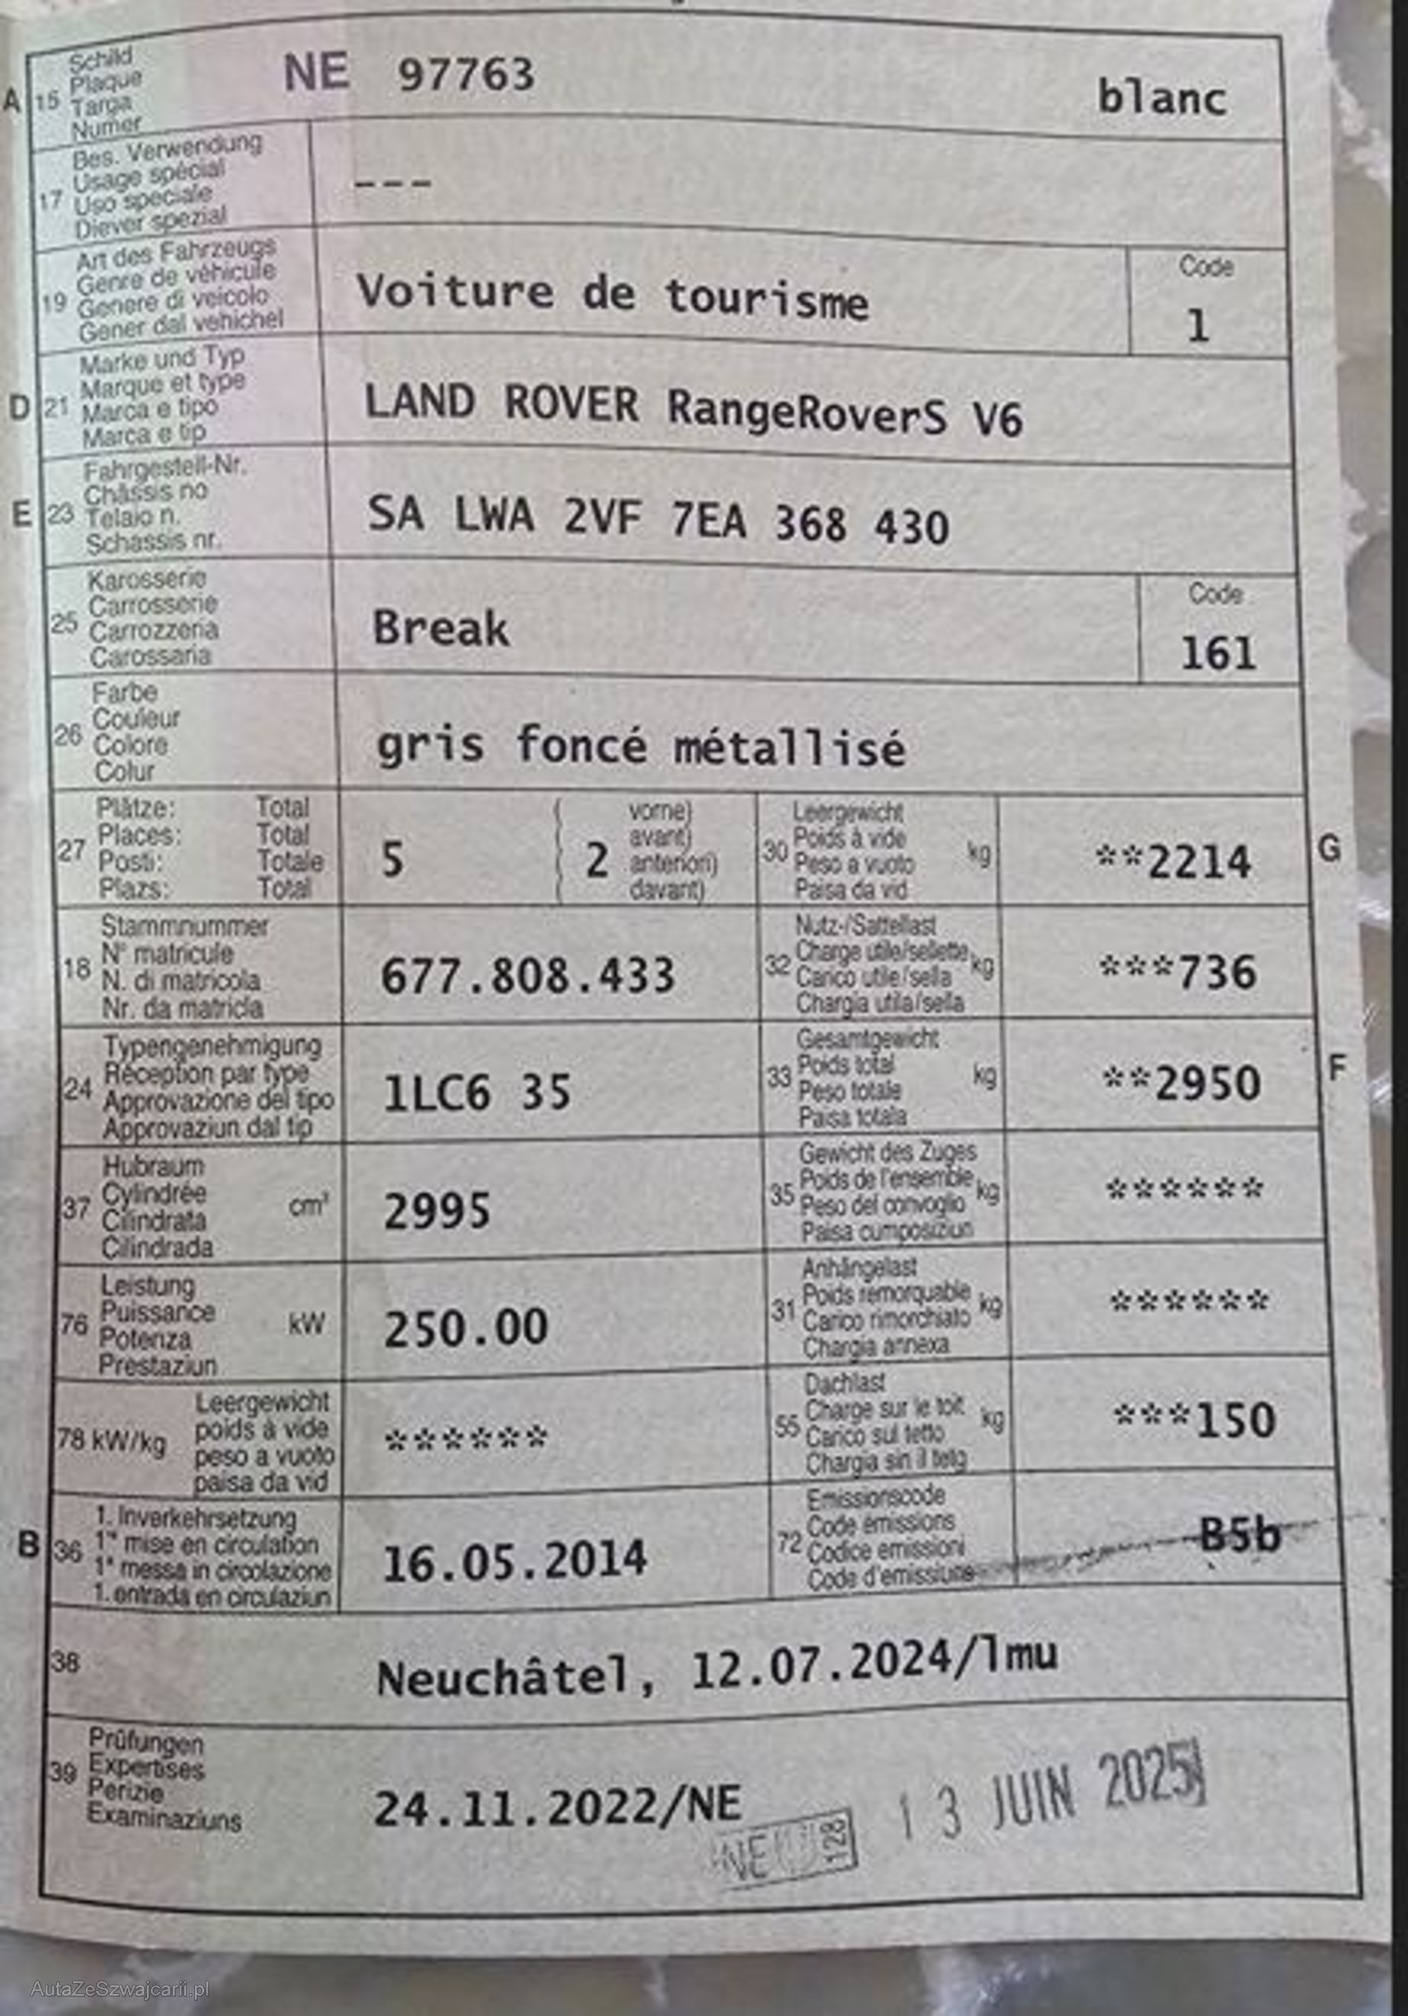 A
15
Schild
Plaque
Targa
Numer
NE 97763
blanc
17
Bes. Verwendung
Usage spécial
Uso speciale
Diever spezial
---
19
Art des Fahrzeugs
Genre de véhicule
Genere di veicolo
Gener dal vehichel
Voiture de tourisme
Code
1
D
21
Marke und Typ
Marque et type
Marca e tipo
Marca e tip
LAND ROVER RangeRoverS V6
E
23
Fahrgestell-Nr.
Châssis no
Telaio n.
Schassis nr.
SA LWA 2VF 7EA 368 430
25
Karosserie
Carrosserie
Carrozzeria
Carossaria
Break
Code
161
26
Farbe
Couleur
Colore
Colur
gris foncé métallisé
27
Plätze: Total
Places: Total
Posti: Totale
Plazs: Total
5
( vorne)
( avant)
( 2 anteriori)
( davant)
30
Leergewicht
Poids à vide
Peso a vuoto
Paisa da vid
kg
**2214
G
18
Stammnummer
N° matricule
N. di matricola
Nr. da matricla
677.808.433
32
Nutz-/Sattellast
Charge utile/sellette
Carico utile/sella
Chargia utila/sella
kg
***736
24
Typengenehmigung
Réception par type
Approvazione del tipo
Approvaziun dal tip
1LC6 35
33
Gesamtgewicht
Poids total
Peso totale
Paisa totala
kg
**2950
F
37
Hubraum
Cylindrée
Cilindrata
Cilindrada
cm³
2995
35
Gewicht des Zuges
Poids de l'ensemble
Peso del convoglio
Paisa cumposiziun
kg
******
76
Leistung
Puissance
Potenza
Prestaziun
kW
250.00
31
Anhängelast
Poids remorquable
Carico rimorchiato
Chargia annexa
kg
******
78 kW/kg
Leergewicht
poids à vide
peso a vuoto
paisa da vid
******
55
Dachlast
Charge sur le toit
Carico sul tetto
Chargia sin il tetg
kg
***150
B
36
1. Inverkehrsetzung
1re mise en circulation
1a messa in circolazione
1. entrada en circulaziun
16.05.2014
72
Emissionscode
Code émissions
Codice emissioni
Code d'emissiuns
B5b
38
Neuchâtel, 12.07.2024/lmu
39
Prüfungen
Expertises
Perizie
Examinaziuns
24.11.2022/NE
NE
128
13 JUIN 2025
AutaZeSzwajcarii.pl